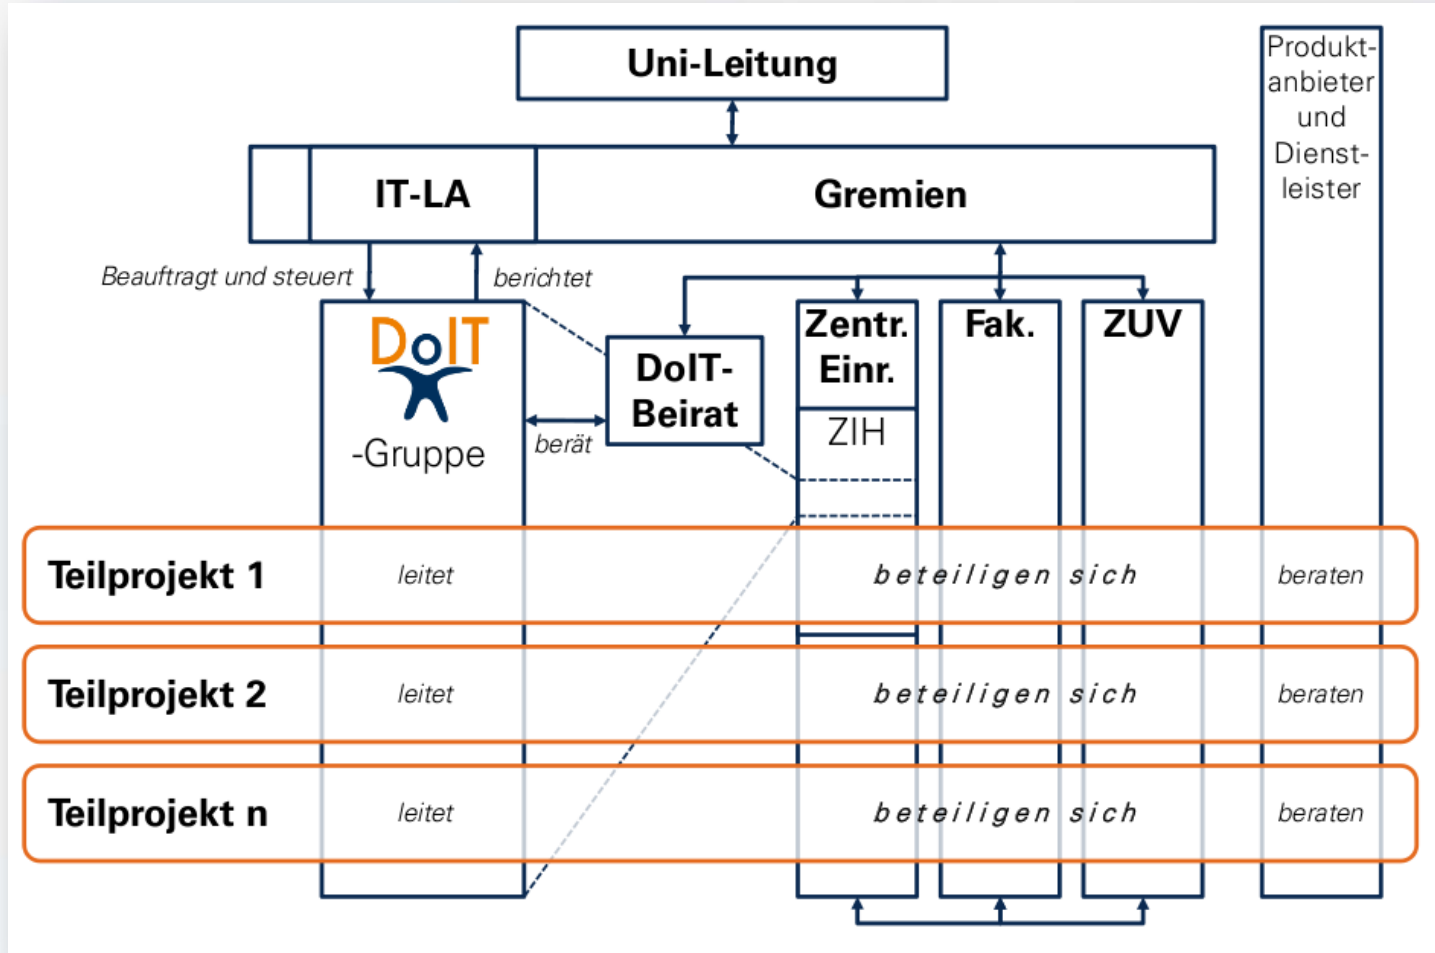 Uni-Leitung
Produkt-
anbieter
und
Dienst-
leister
IT-LA
Gremien
Beauftragt und steuert
berichtet
DoIT
-Gruppe
berät
DoIT-
Beirat
Zentr.
Einr.
ZIH
Fak.
ZUV
Teilprojekt 1
leitet
beteiligen sich
beraten
Teilprojekt 2
leitet
beteiligen sich
beraten
Teilprojekt n
leitet
beteiligen sich
beraten